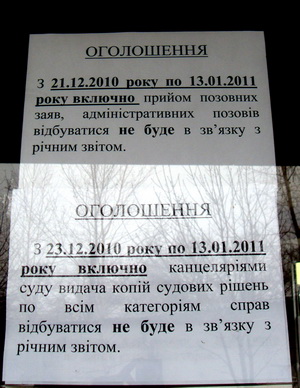 ОГОЛОШЕННЯ
З 21.12.2010 року по 13.01.2011
року включно прийом позовних
заяв, адміністративних позовів
відбуватися не буде в зв’язку з
річним звітом.
ОГОЛОШЕННЯ
З 23.12.2010 року по 13.01.2011
року включно канцеляріями
суду видача копій судових рішень
по всім категоріям справ
відбуватися не буде в зв’язку з
річним звітом.